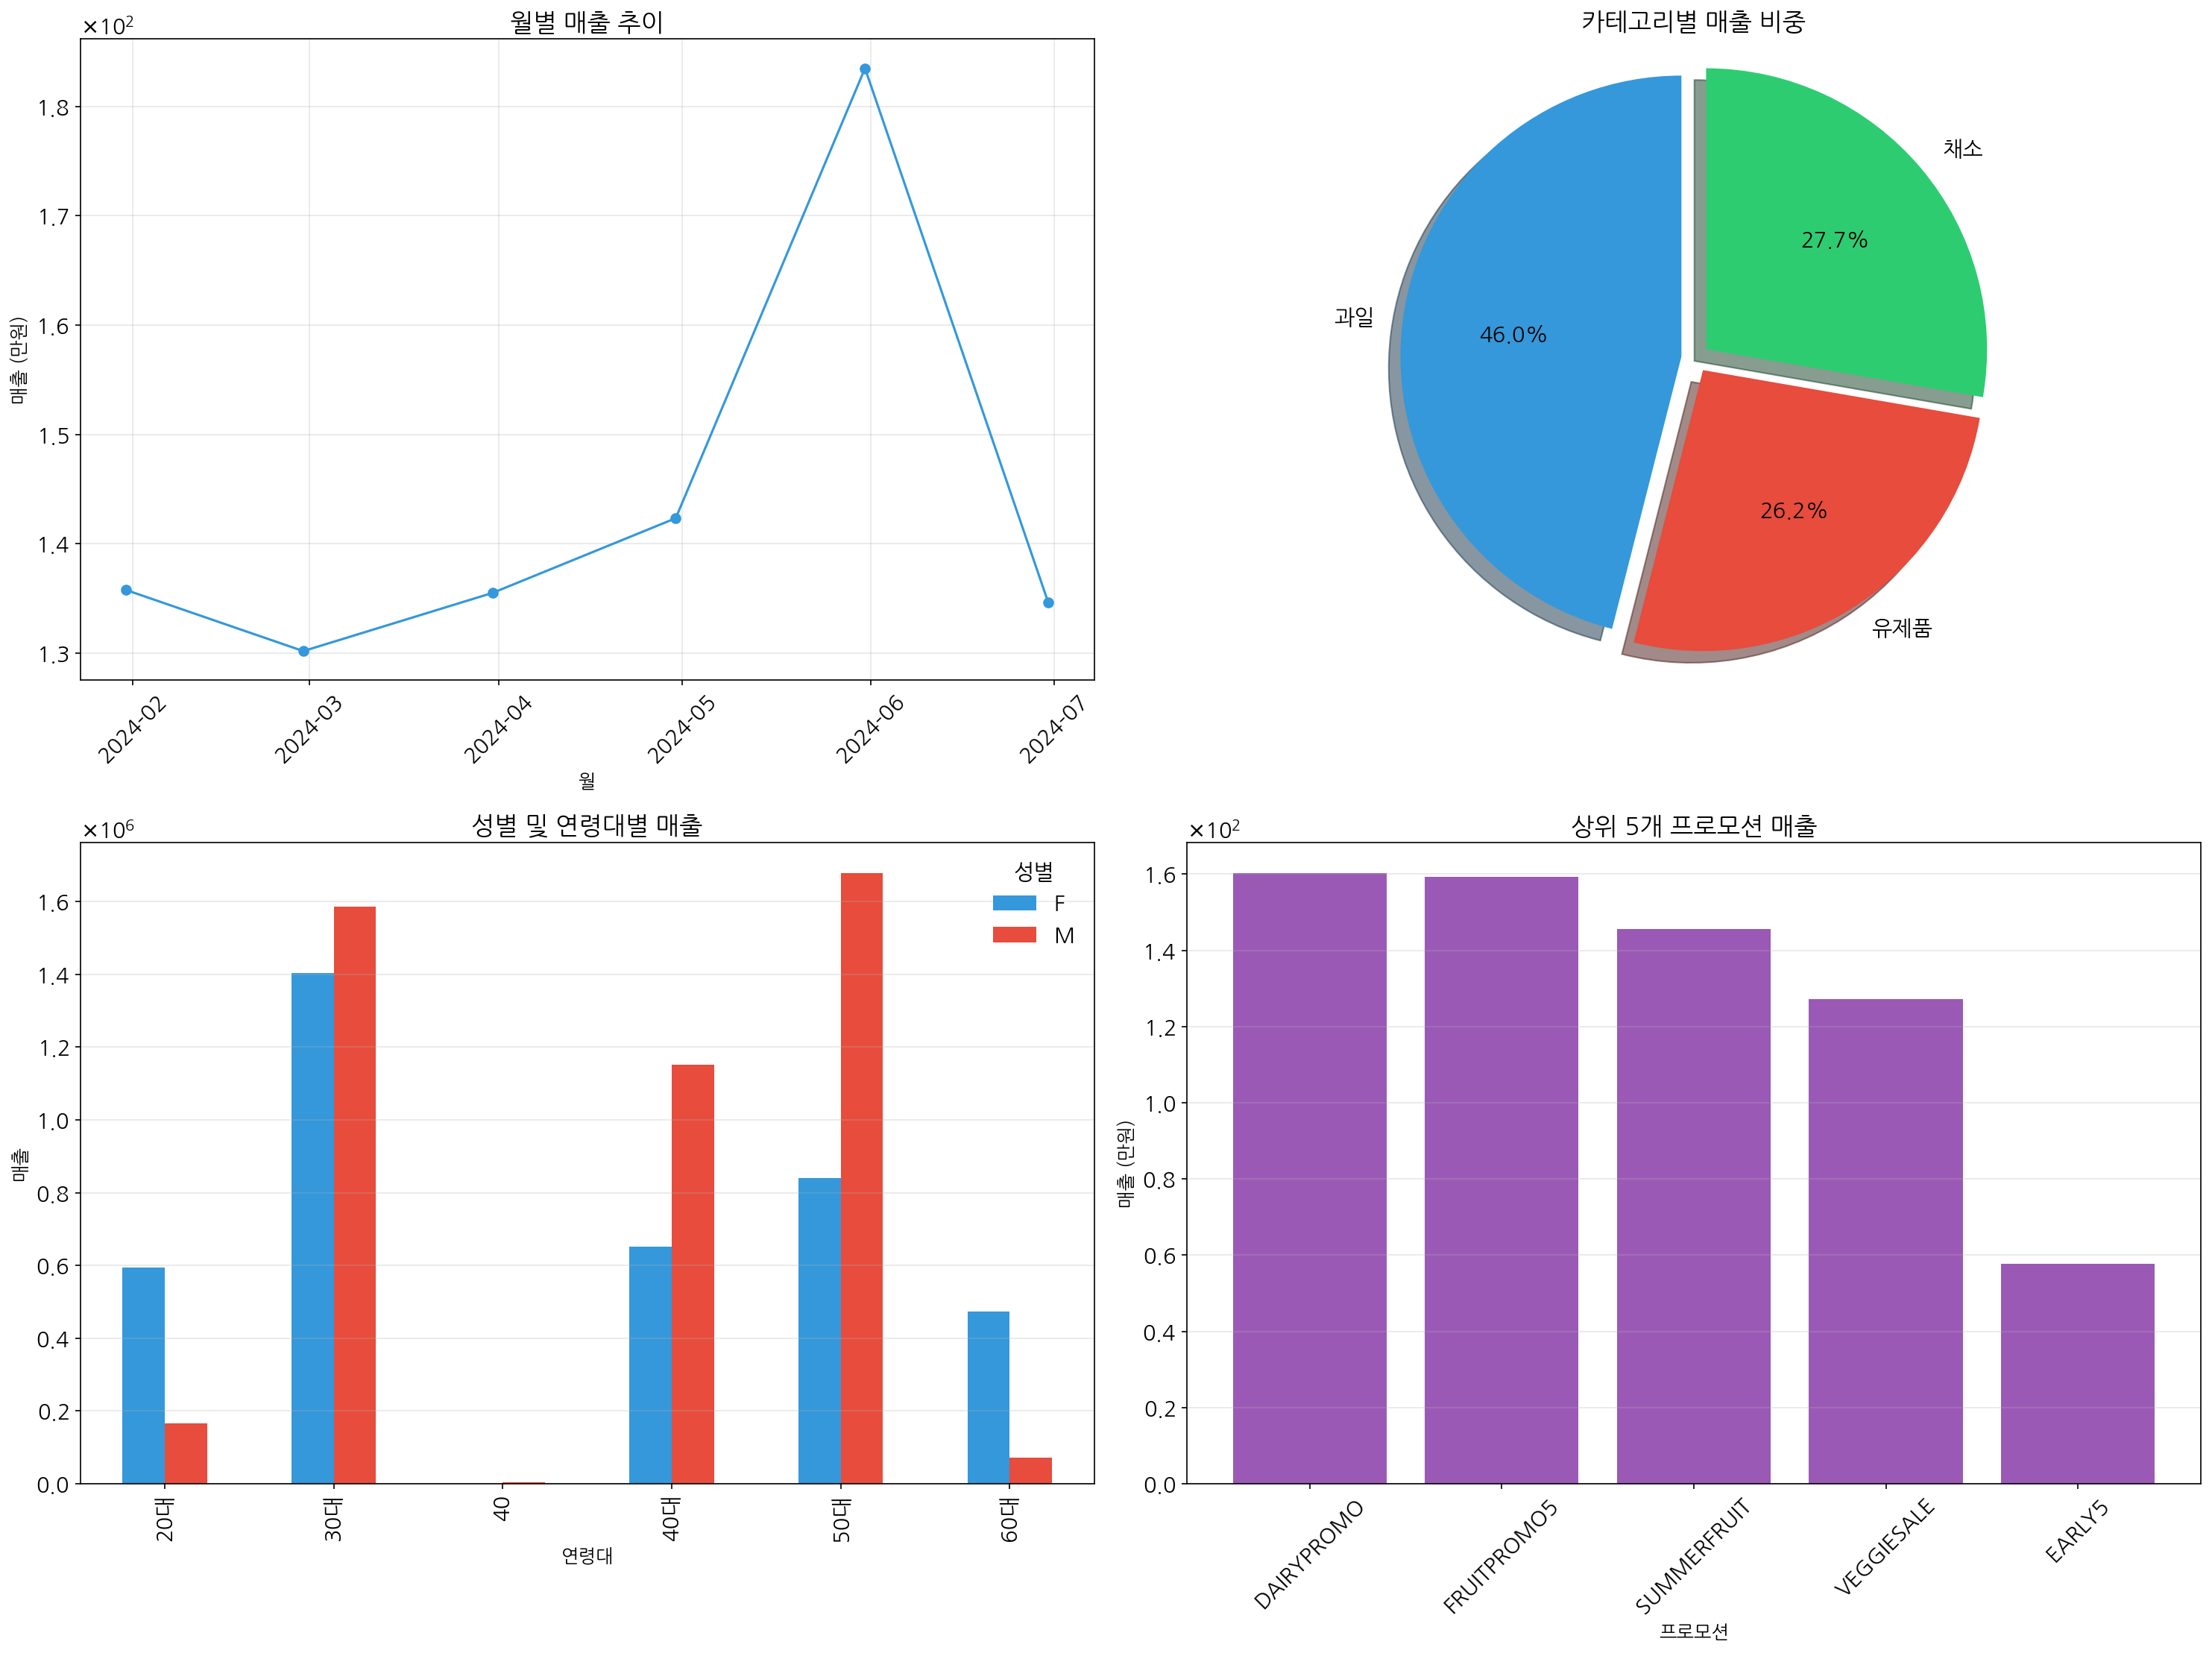 월별 매출 추이
×10²
1.8
1.7
1.6
1.5
1.4
1.3
매출 (만원)
2024-02
2024-03
2024-04
2024-05
2024-06
2024-07
월
카테고리별 매출 비중
채소
27.7%
과일
46.0%
26.2%
유제품
성별 및 연령대별 매출
×10⁶
1.6
1.4
1.2
1.0
0.8
0.6
0.4
0.2
0.0
매출
성별
F
M
20대
30대
40
40대
50대
60대
연령대
상위 5개 프로모션 매출
×10²
1.6
1.4
1.2
1.0
0.8
0.6
0.4
0.2
0.0
매출 (만원)
DAIRYPROMO
FRUITPROMO5
SUMMERFRUIT
VEGGIESALE
EARLY5
프로모션